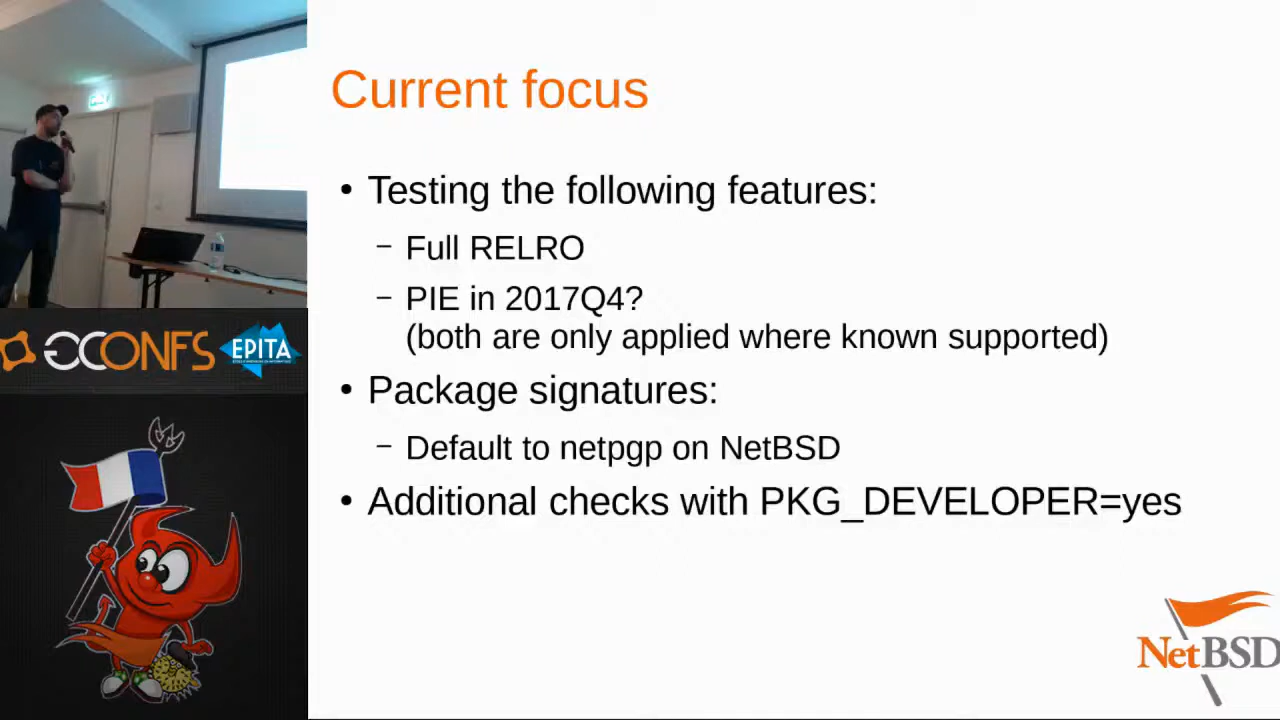 Current focus
• Testing the following features:
– Full RELRO
– PIE in 2017Q4?
(both are only applied where known supported)
• Package signatures:
– Default to netpgp on NetBSD
• Additional checks with PKG_DEVELOPER=yes
GCONFS
EPITA
NetBSD